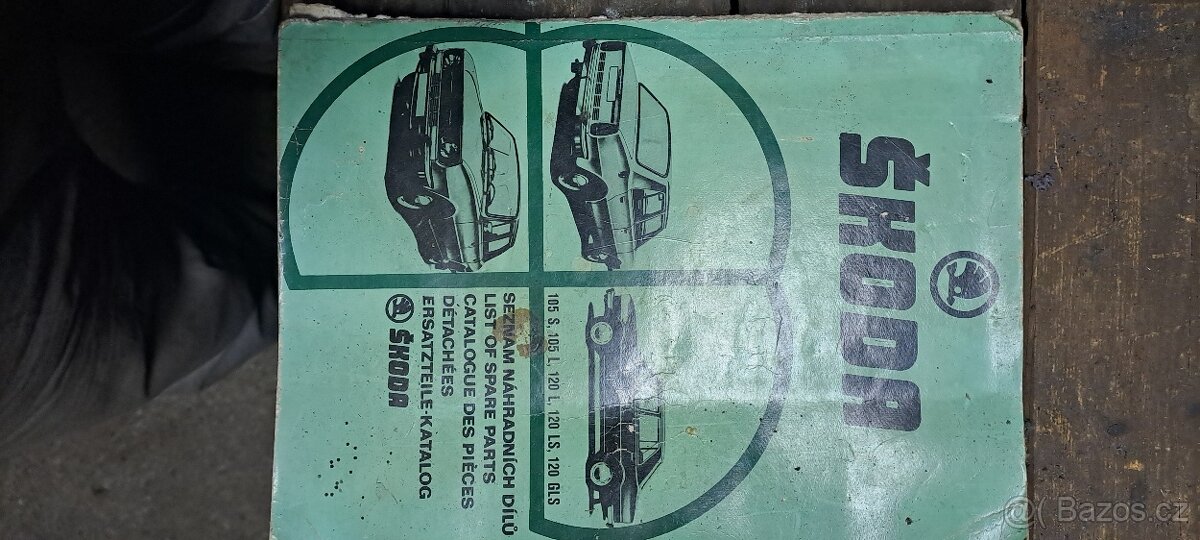 ŠKODA
105 S, 105 L, 120 L, 120 LS, 120 GLS
SEZNAM NÁHRADNÍCH DÍLŮ
LIST OF SPARE PARTS
CATALOGUE DES PIÈCES
DÉTACHÉES
ERSATZTEILE-KATALOG
ŠKODA
@ Bazos.cz